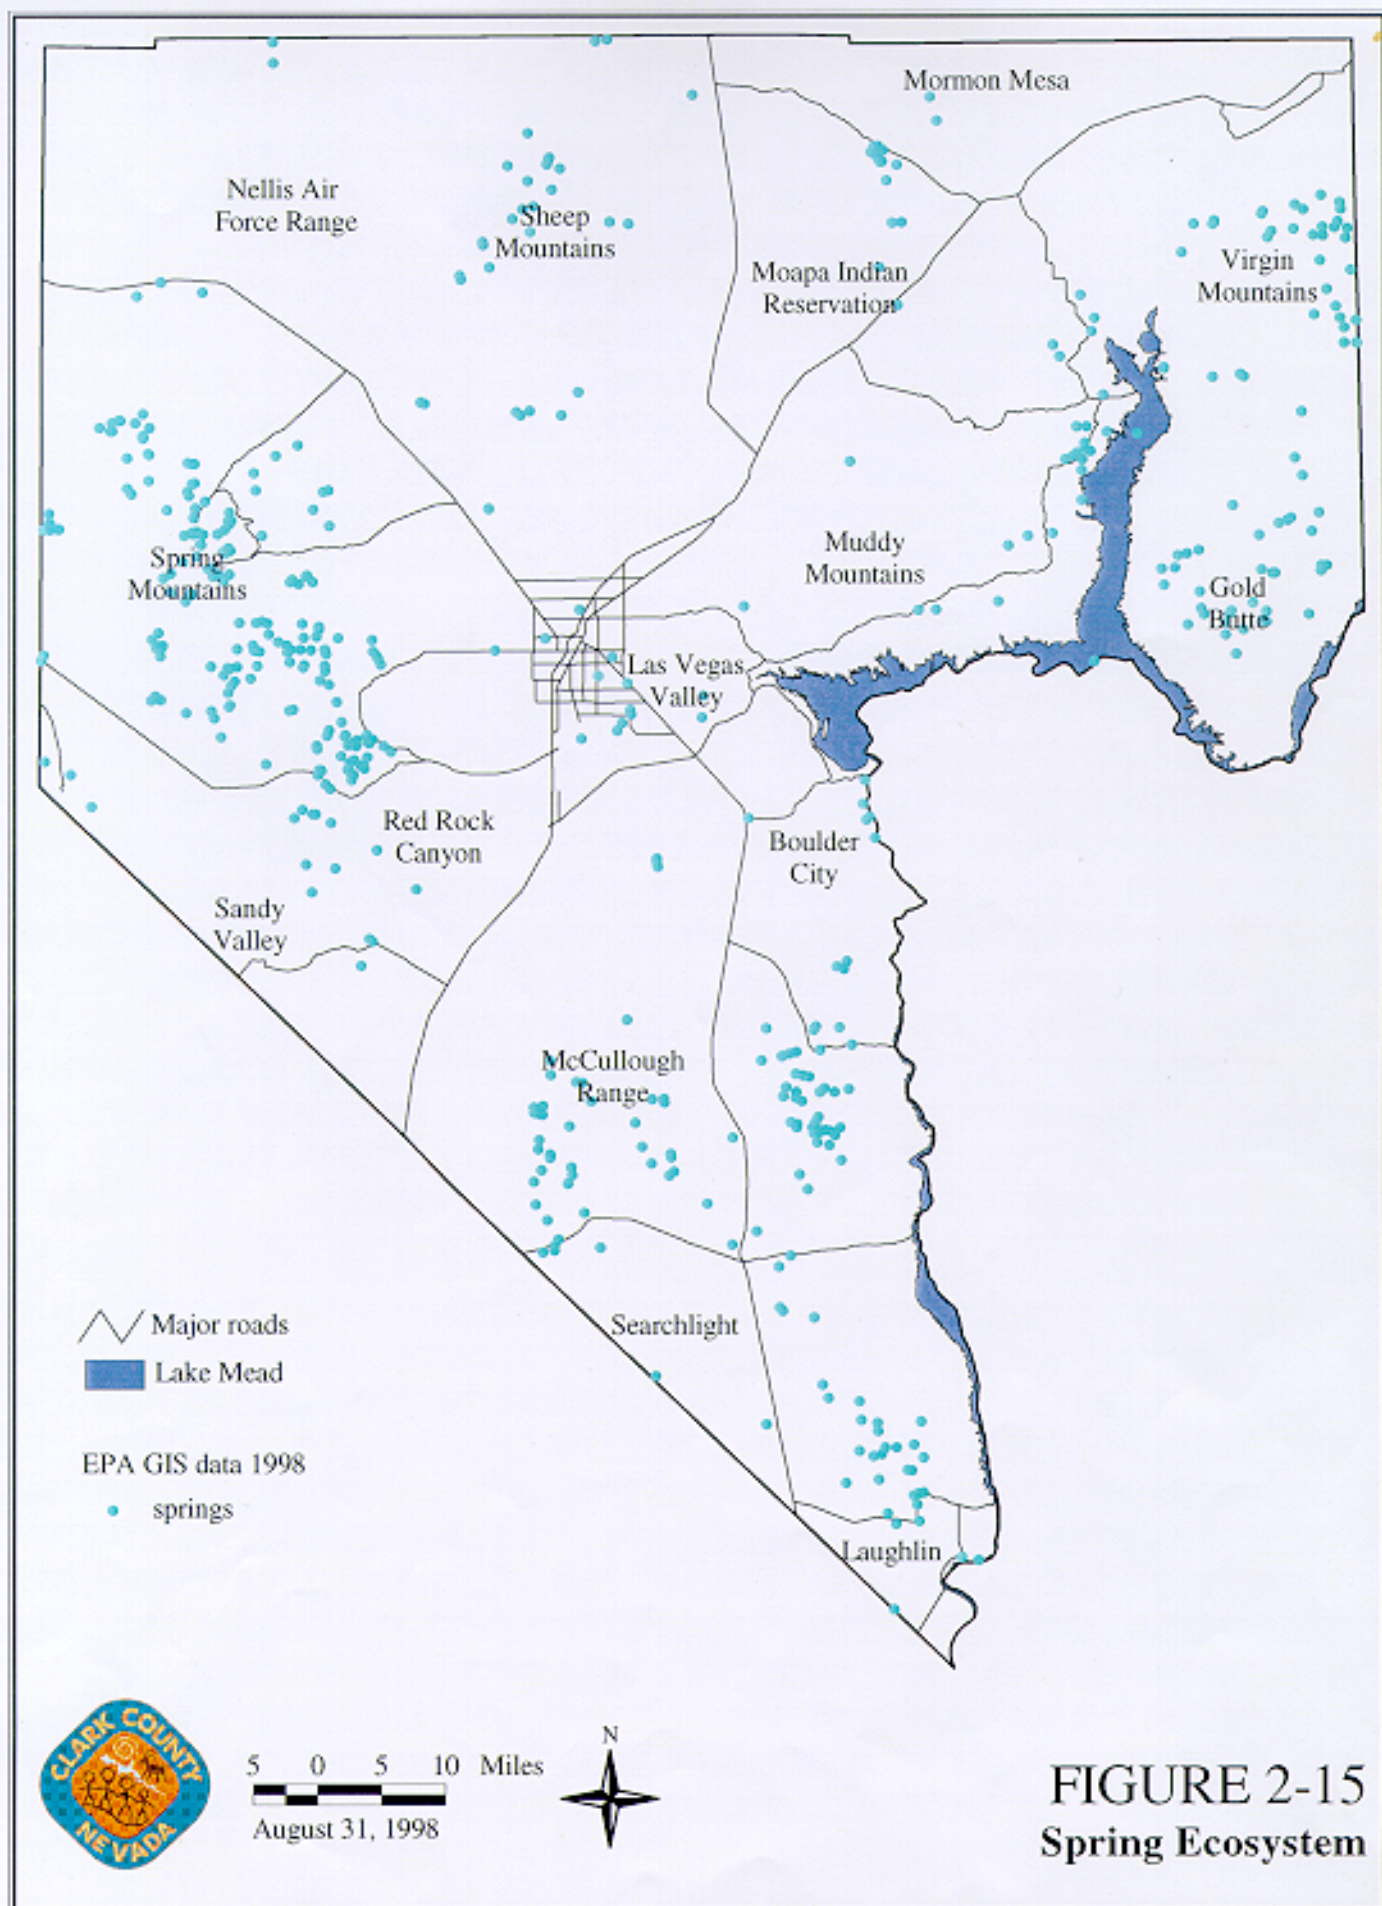 Mormon Mesa
Nellis Air
Force Range
Sheep
Mountains
Virgin
Mountains
Moapa Indian
Reservation
Muddy
Mountains
Spring
Mountains
Gold
Butte
Las Vegas
Valley
Red Rock
Canyon
Boulder
City
Sandy
Valley
McCullough
Range
Searchlight
Major roads
Lake Mead
EPA GIS data 1998
springs
Laughlin
CLARK COUNTY
NEVADA
5 0 5 10 Miles
August 31, 1998
N
FIGURE 2-15
Spring Ecosystem